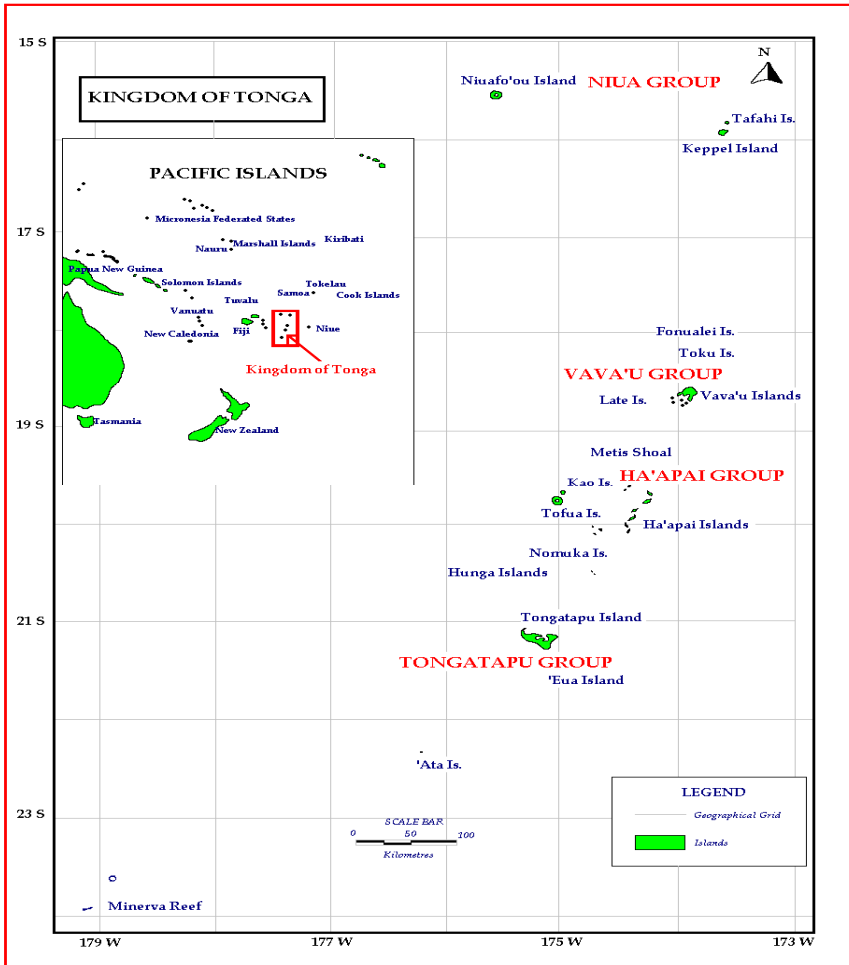 15 S
N
Niuafo'ou Island
NIUA GROUP
KINGDOM OF TONGA
Tafahi Is.
Keppel Island
PACIFIC ISLANDS
Micronesia Federated States
17 S
Marshall Islands
Kiribati
Nauru
Papua New Guinea
Solomon Islands
Tokelau
Samoa
Cook Islands
Tuvalu
Vanuatu
Fiji
Niue
New Caledonia
Kingdom of Tonga
Fonualei Is.
Toku Is.
VAVA'U GROUP
Late Is.
Vava'u Islands
19 S
Tasmania
New Zealand
Metis Shoal
HA'APAI GROUP
Kao Is.
Tofua Is.
Ha'apai Islands
Nomuka Is.
Hunga Islands
21 S
Tongatapu Island
TONGATAPU GROUP
'Eua Island
'Ata Is.
LEGEND
Geographical Grid
Islands
23 S
SCALE BAR
0 50 100
Kilometres
Minerva Reef
179 W 177 W 175 W 173 W